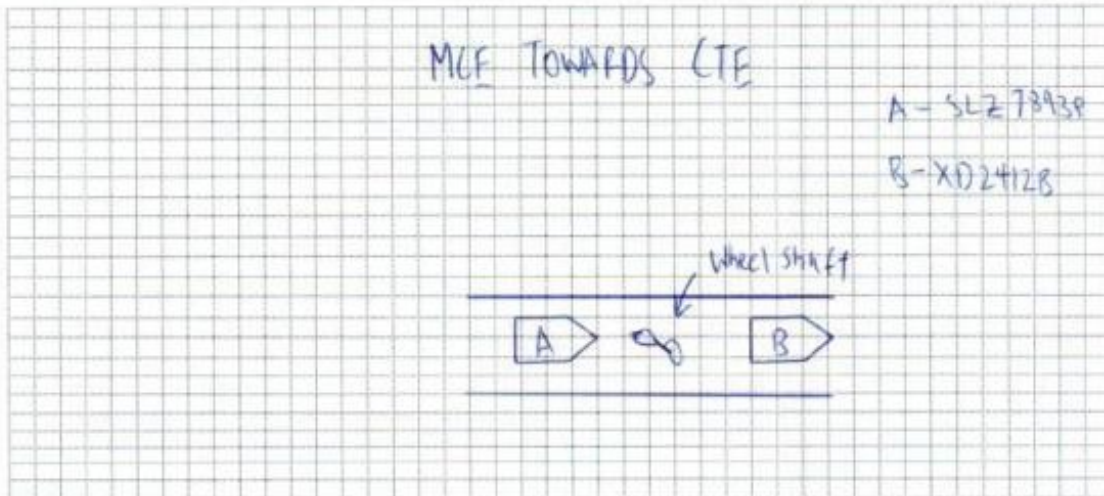 MCE TOWARDS CTE
A - SLZ7893P
B - XD2412B
Wheel shaft
A
B